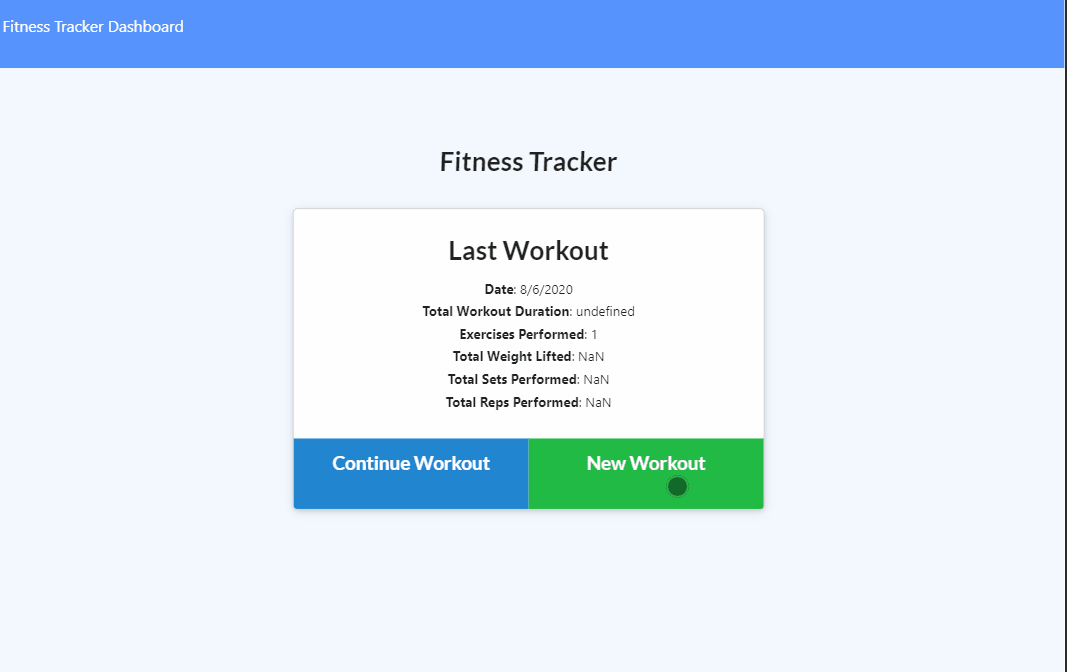 Fitness Tracker Dashboard
Fitness Tracker
Last Workout
Date: 8/6/2020
Total Workout Duration: undefined
Exercises Performed: 1
Total Weight Lifted: NaN
Total Sets Performed: NaN
Total Reps Performed: NaN
Continue Workout New Workout